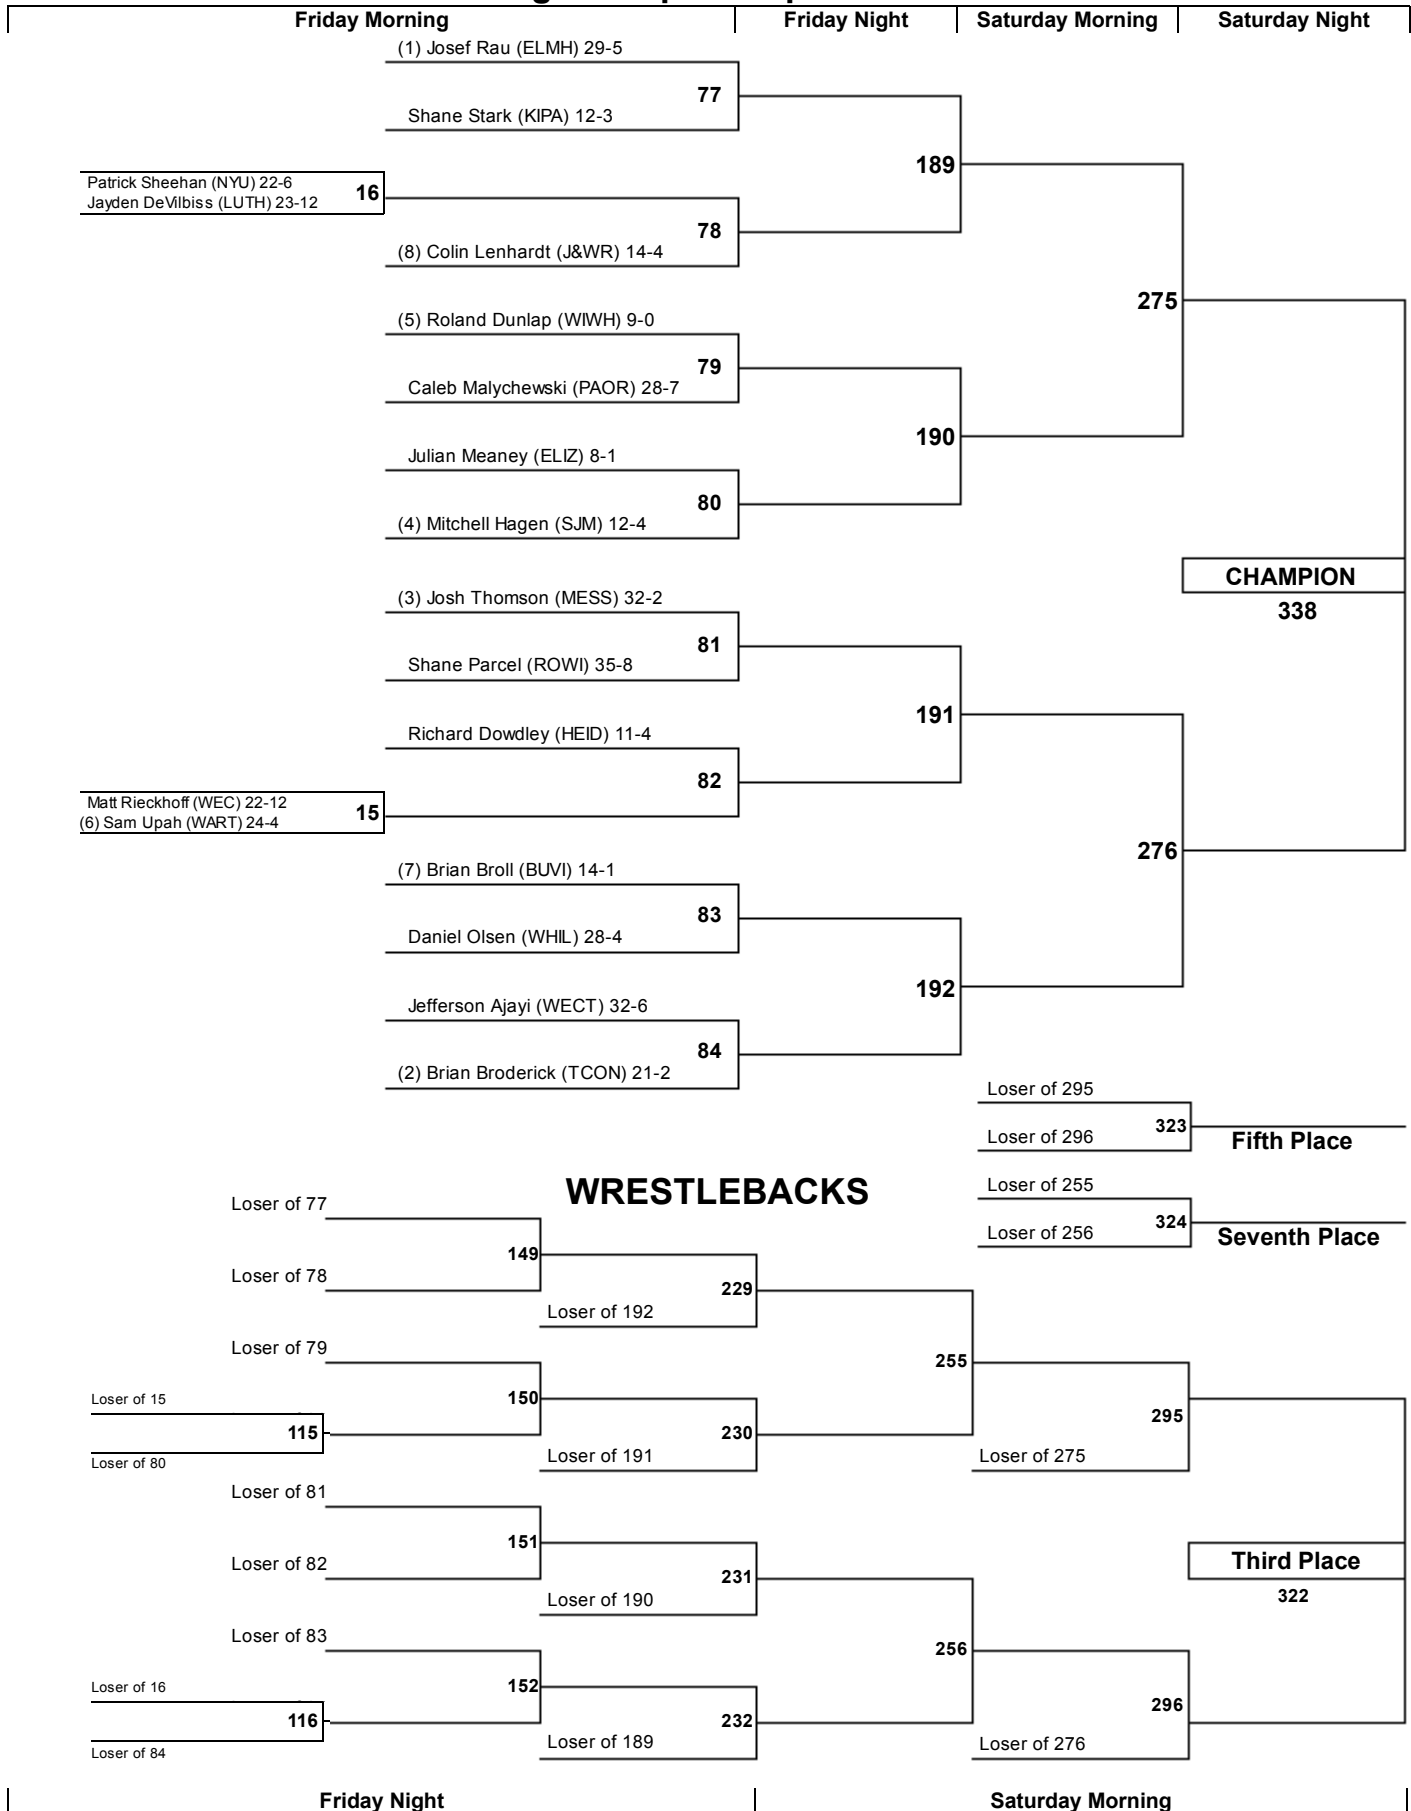 Friday Morning Friday Night Saturday Morning Saturday Night
(1) Josef Rau (ELMH) 29-5
77
Shane Stark (KIPA) 12-3
189
Patrick Sheehan (NYU) 22-6
Jayden DeVilbiss (LUTH) 23-12
16
78
(8) Colin Lenhardt (J&WR) 14-4
275
(5) Roland Dunlap (WIWH) 9-0
79
Caleb Malychewski (PAOR) 28-7
190
Julian Meaney (ELIZ) 8-1
80
(4) Mitchell Hagen (SJM) 12-4
CHAMPION
338
(3) Josh Thomson (MESS) 32-2
81
Shane Parcel (ROWI) 35-8
191
Richard Dowdley (HEID) 11-4
82
Matt Rieckhoff (WEC) 22-12
(6) Sam Upah (WART) 24-4
15
276
(7) Brian Broll (BUVI) 14-1
83
Daniel Olsen (WHIL) 28-4
192
Jefferson Ajayi (WECT) 32-6
84
(2) Brian Broderick (TCON) 21-2
Loser of 295
323
Loser of 296
Fifth Place
WRESTLEBACKS
Loser of 255
324
Loser of 256
Seventh Place
Loser of 77
149
Loser of 78
229
Loser of 192
Loser of 79
255
Loser of 15
150
115
230
Loser of 191
Loser of 80
295
Loser of 275
Loser of 81
151
Loser of 82
231
Loser of 190
Third Place
322
Loser of 83
256
Loser of 16
152
116
232
Loser of 189
Loser of 84
296
Loser of 276
Friday Night Saturday Morning